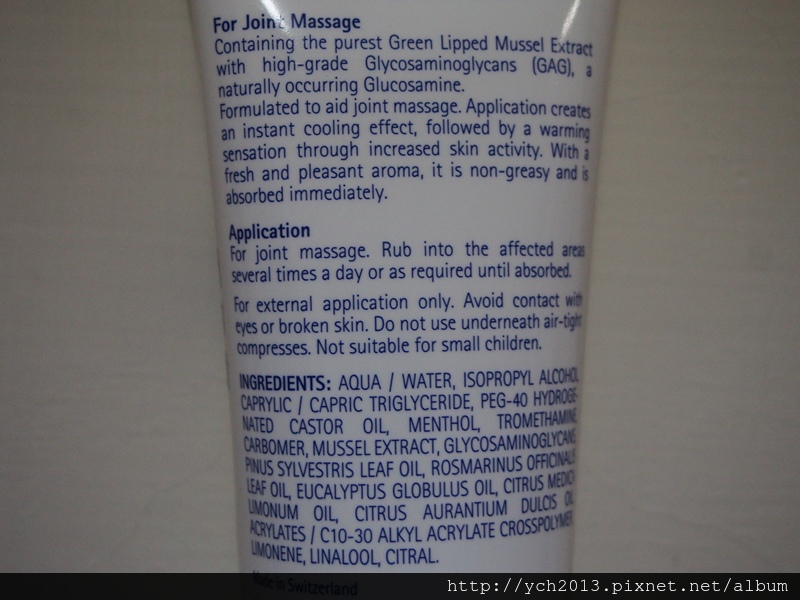 For Joint Massage
Containing the purest Green Lipped Mussel Extract
with high-grade Glycosaminoglycans (GAG), a
naturally occurring Glucosamine.
Formulated to aid joint massage. Application creates
an instant cooling effect, followed by a warming
sensation through increased skin activity. With a
fresh and pleasant aroma, it is non-greasy and is
absorbed immediately.
Application
For joint massage. Rub into the affected areas
several times a day or as required until absorbed.
For external application only. Avoid contact with
eyes or broken skin. Do not use underneath air-tight
compresses. Not suitable for small children.
INGREDIENTS: AQUA / WATER, ISOPROPYL ALCOHOL,
CAPRYLIC / CAPRIC TRIGLYCERIDE, PEG-40 HYDROGE-
NATED CASTOR OIL, MENTHOL, TROMETHAMINE,
CARBOMER, MUSSEL EXTRACT, GLYCOSAMINOGLYCANS,
PINUS SYLVESTRIS LEAF OIL, ROSMARINUS OFFICINALIS
LEAF OIL, EUCALYPTUS GLOBULUS OIL, CITRUS MEDICA
LIMONUM OIL, CITRUS AURANTIUM DULCIS OIL,
ACRYLATES / C10-30 ALKYL ACRYLATE CROSSPOLYMER,
LIMONENE, LINALOOL, CITRAL.
Made in Switzerland
http://ych2013.pixnet.net/album